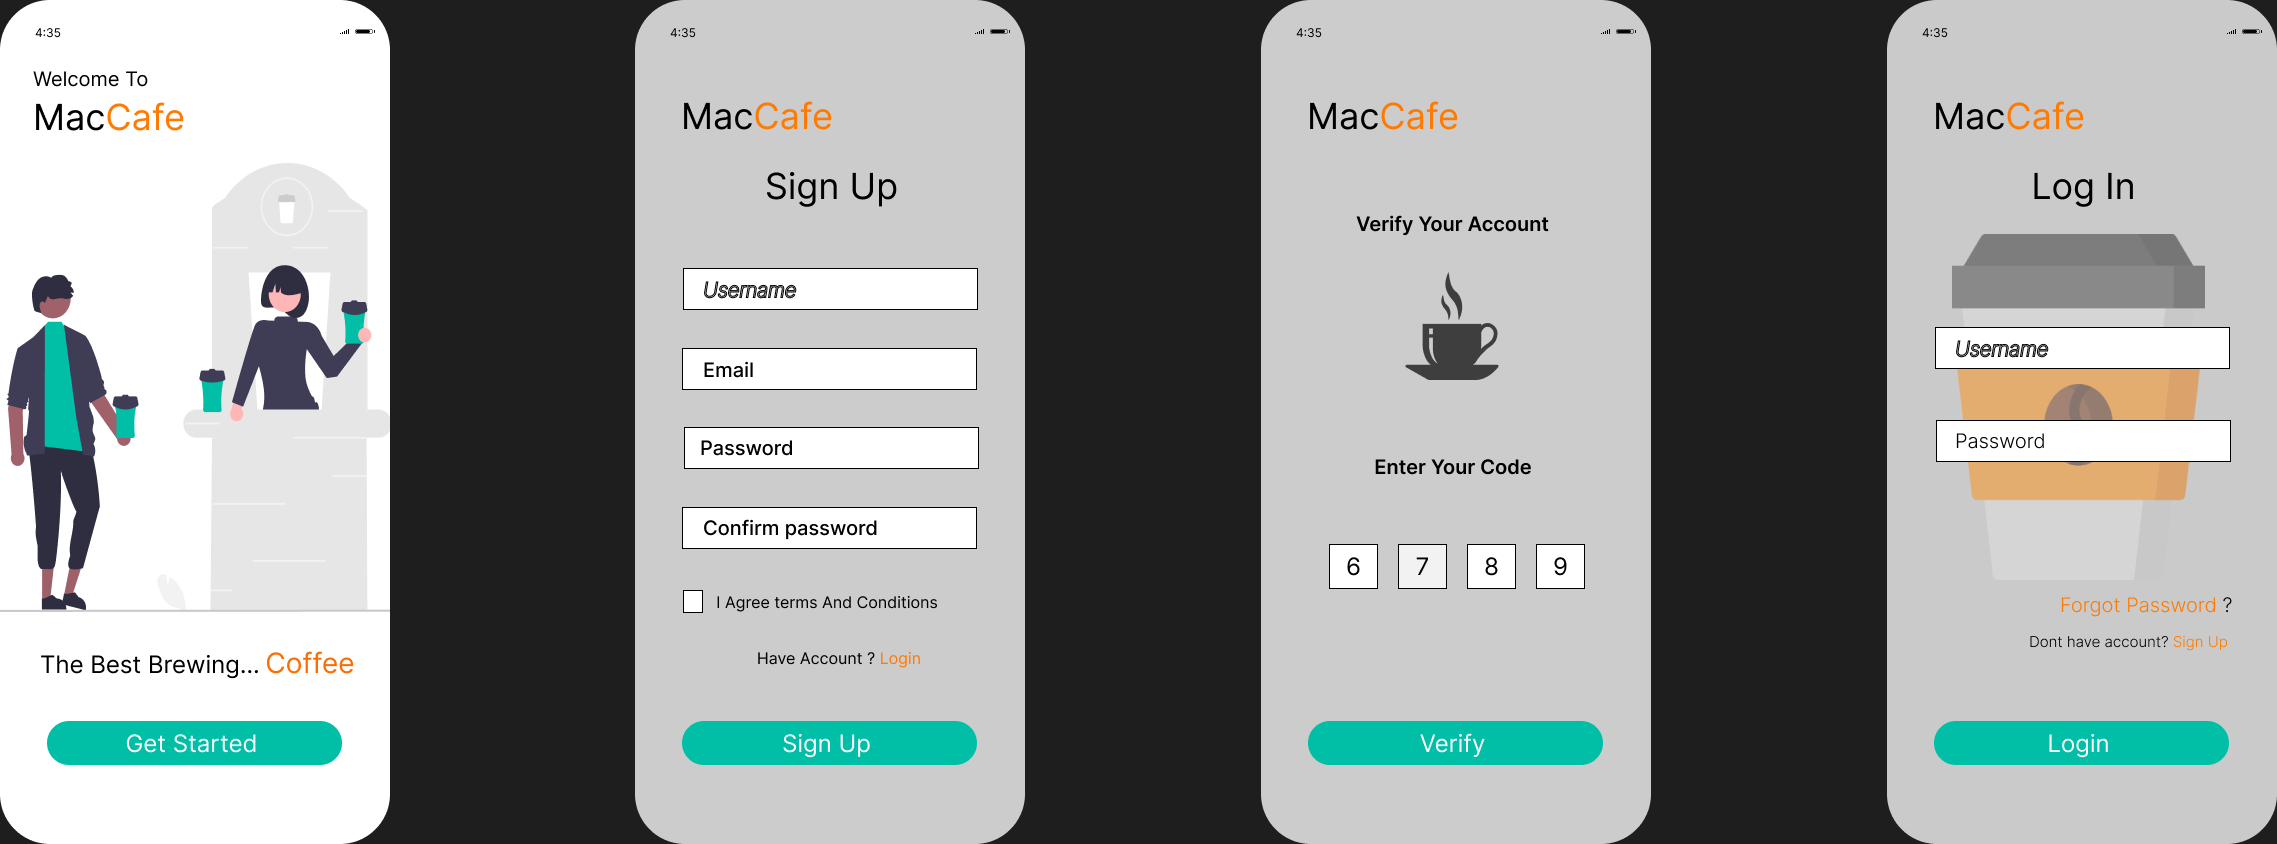 4:35
Welcome To
MacCafe
The Best Brewing... Coffee
Get Started
4:35
MacCafe
Sign Up
Username
Email
Password
Confirm password
I Agree terms And Conditions
Have Account ? Login
Sign Up
4:35
MacCafe
Verify Your Account
Enter Your Code
6 7 8 9
Verify
4:35
MacCafe
Log In
Username
Password
Forgot Password ?
Dont have account? Sign Up
Login